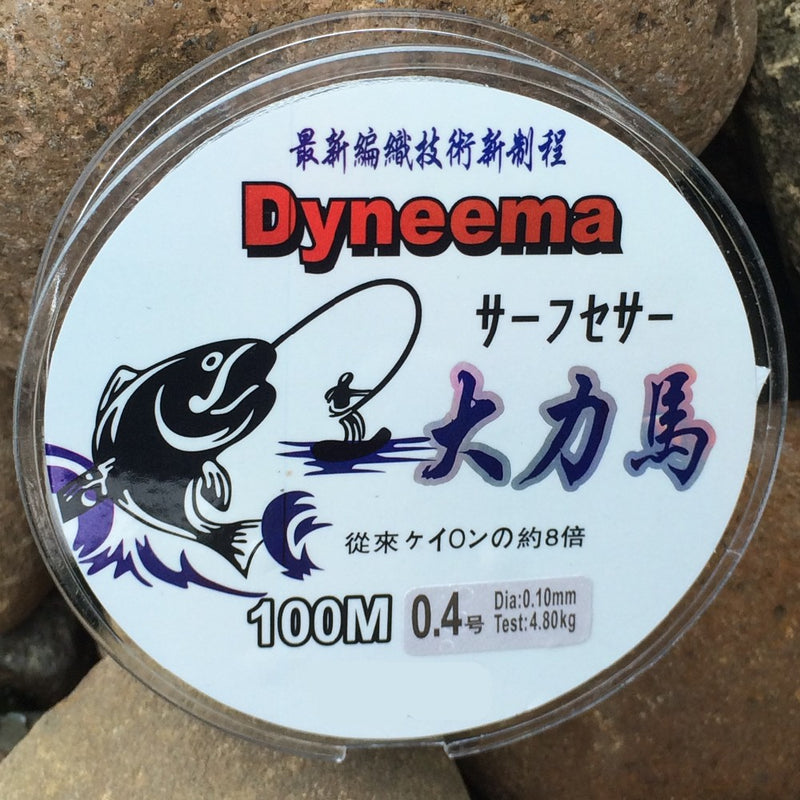 最新編織技術新制程
Dyneema
サーフセサー
大力馬
從來ケイOンの約8倍
100M 0.4号 Dia:0.10mm
Test:4.80kg